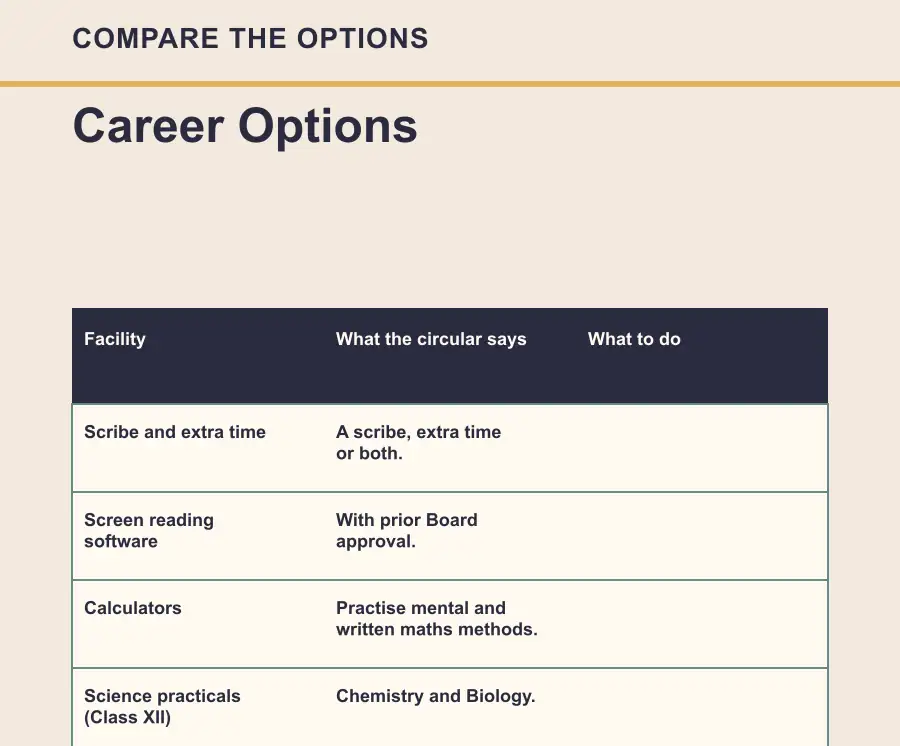 COMPARE THE OPTIONS
Career Options
Facility
What the circular says
What to do
Scribe and extra time
A scribe, extra time
or both.
Screen reading
software
With prior Board
approval.
Calculators
Practise mental and
written maths methods.
Science practicals
(Class XII)
Chemistry and Biology.